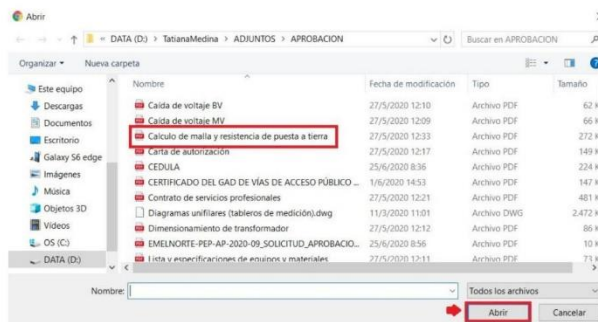 Abrir
« DATA (D:) > TatianaMedina > ADJUNTOS > APROBACION
Buscar en APROBACION
Organizar
Nueva carpeta
Este equipo
Descargas
Documentos
Escritorio
Galaxy S6 edge
Imágenes
Música
Objetos 3D
Vídeos
OS (C:)
DATA (D:)
Nombre Fecha de modificación Tipo Tamaño
Caída de voltaje BV 27/5/2020 12:10 Archivo PDF 62 K
Caída de voltaje MV 27/5/2020 12:09 Archivo PDF 66 K
Calculo de malla y resistencia de puesta a tierra 27/5/2020 12:33 Archivo PDF 272 K
Carta de autorización 27/5/2020 12:17 Archivo PDF 149 K
CEDULA 25/6/2020 8:36 Archivo PDF 224 K
CERTIFICADO DEL GAD DE VÍAS DE ACCESO PÚBLICO ... 1/6/2020 14:53 Archivo PDF 147 K
Contrato de servicios profesionales 27/5/2020 12:21 Archivo PDF 481 K
Diagramas unifilares (tableros de medición).dwg 11/3/2020 11:01 Archivo DWG 2.472 K
Dimensionamiento de transformador 27/5/2020 12:12 Archivo PDF 86 K
EMELNORTE-PEP-AP-2020-09_SOLICITUD_APROBACIO... 25/6/2020 8:56 Archivo PDF 10 K
Lista y especificaciones de equipos y materiales 27/5/2020 12:11 Archivo PDF 73 K
Nombre:
Todos los archivos
Abrir
Cancelar